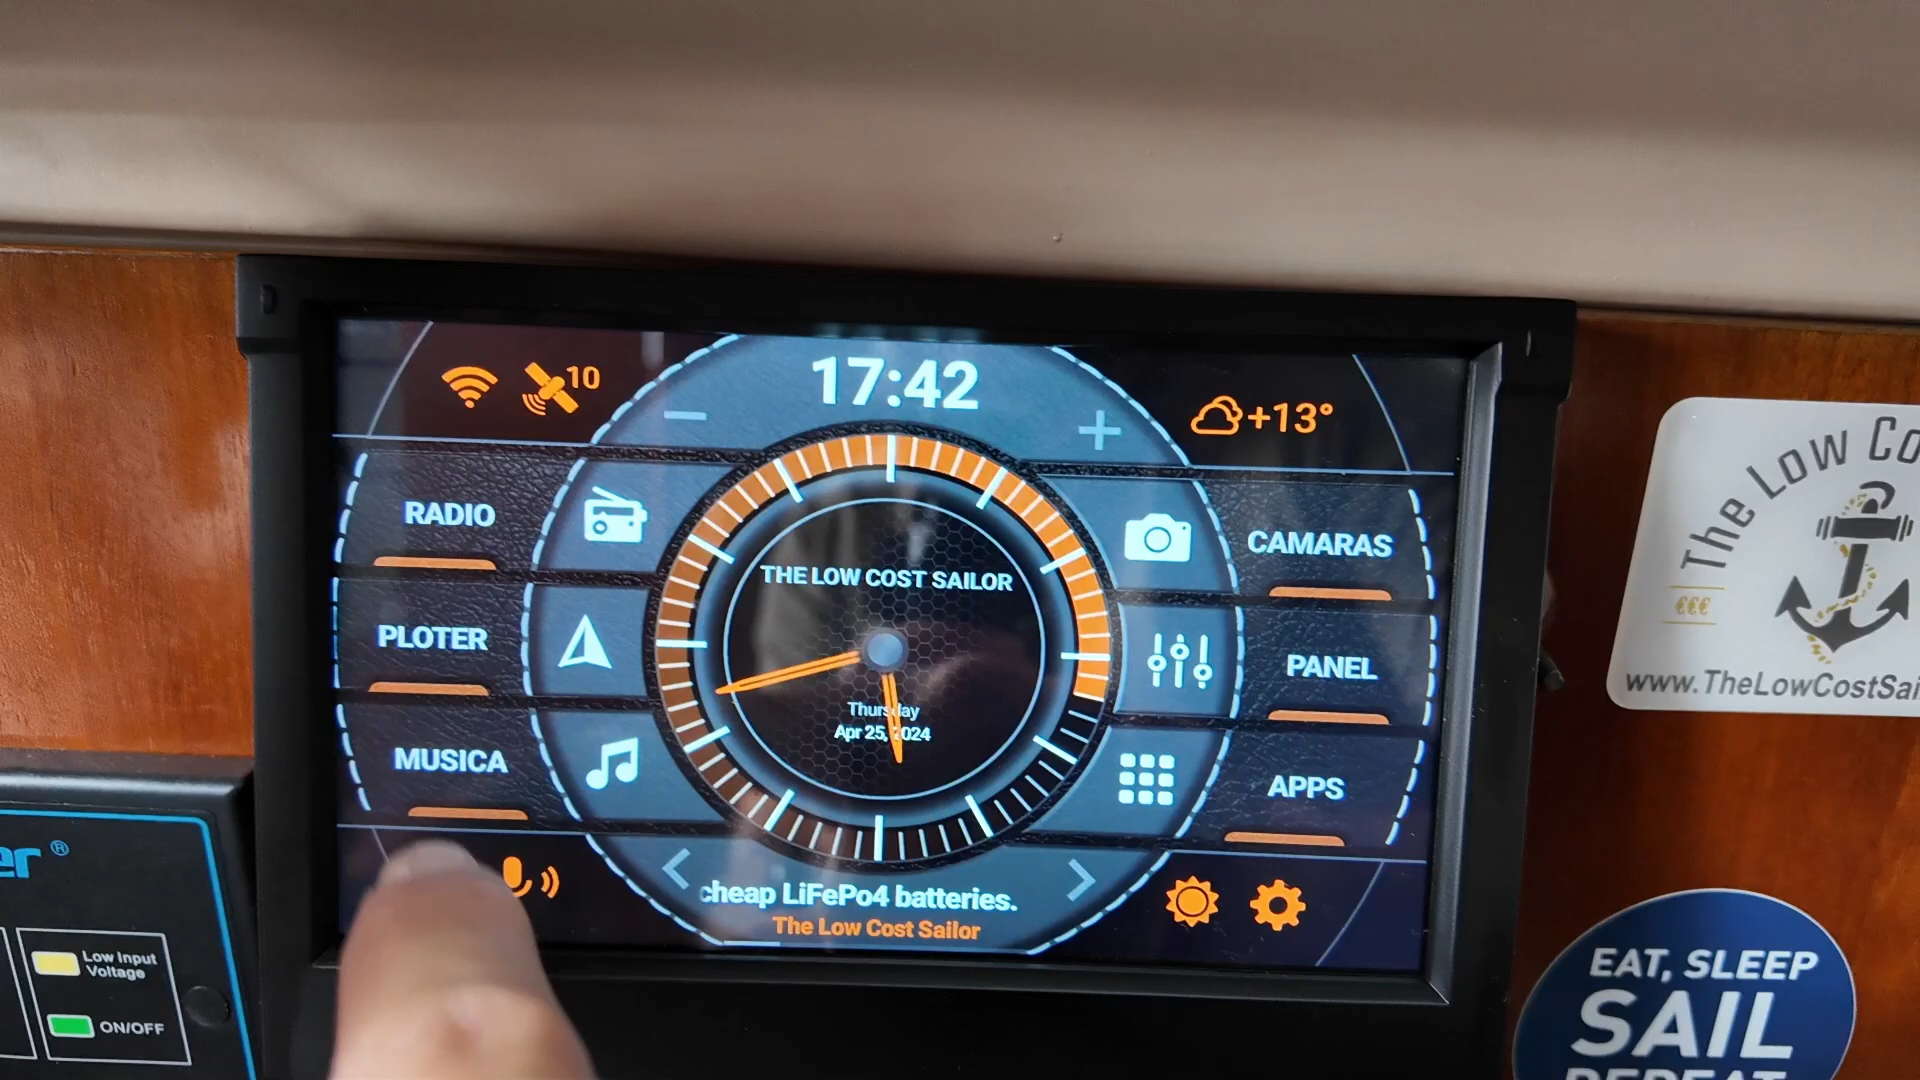 17:42
10
+13°
RADIO
CAMARAS
THE LOW COST SAILOR
PLOTER
PANEL
Thursday
Apr 25, 2024
MUSICA
APPS
cheap LiFePo4 batteries.
The Low Cost Sailor
The Low Co
€€€
www.TheLowCostSai
er®
Low Input
Voltage
ON/OFF
EAT, SLEEP
SAIL
REPEAT